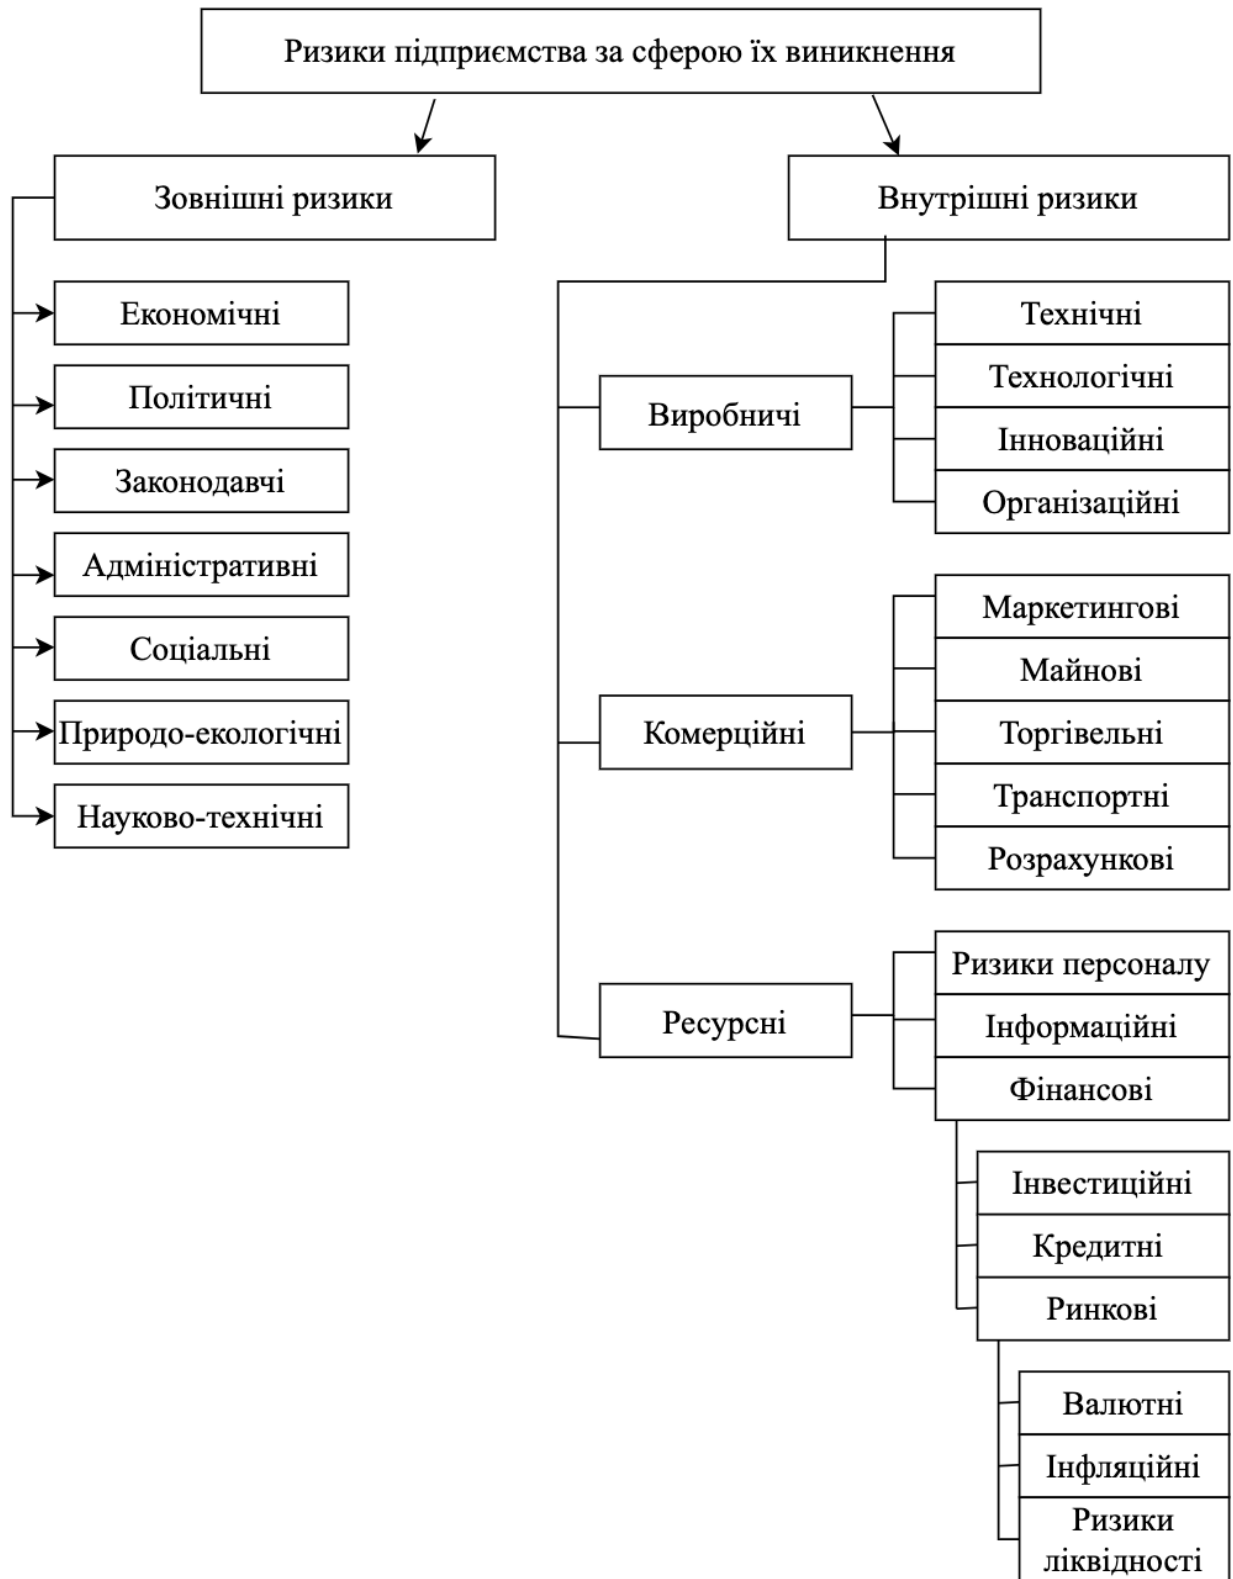 Ризики підприємства за сферою їх виникнення
Зовнішні ризики
Економічні
Політичні
Законодавчі
Адміністративні
Соціальні
Природо-екологічні
Науково-технічні
Внутрішні ризики
Виробничі
Технічні
Технологічні
Інноваційні
Організаційні
Комерційні
Маркетингові
Майнові
Торгівельні
Транспортні
Розрахункові
Ресурсні
Ризики персоналу
Інформаційні
Фінансові
Інвестиційні
Кредитні
Ринкові
Валютні
Інфляційні
Ризики
ліквідності